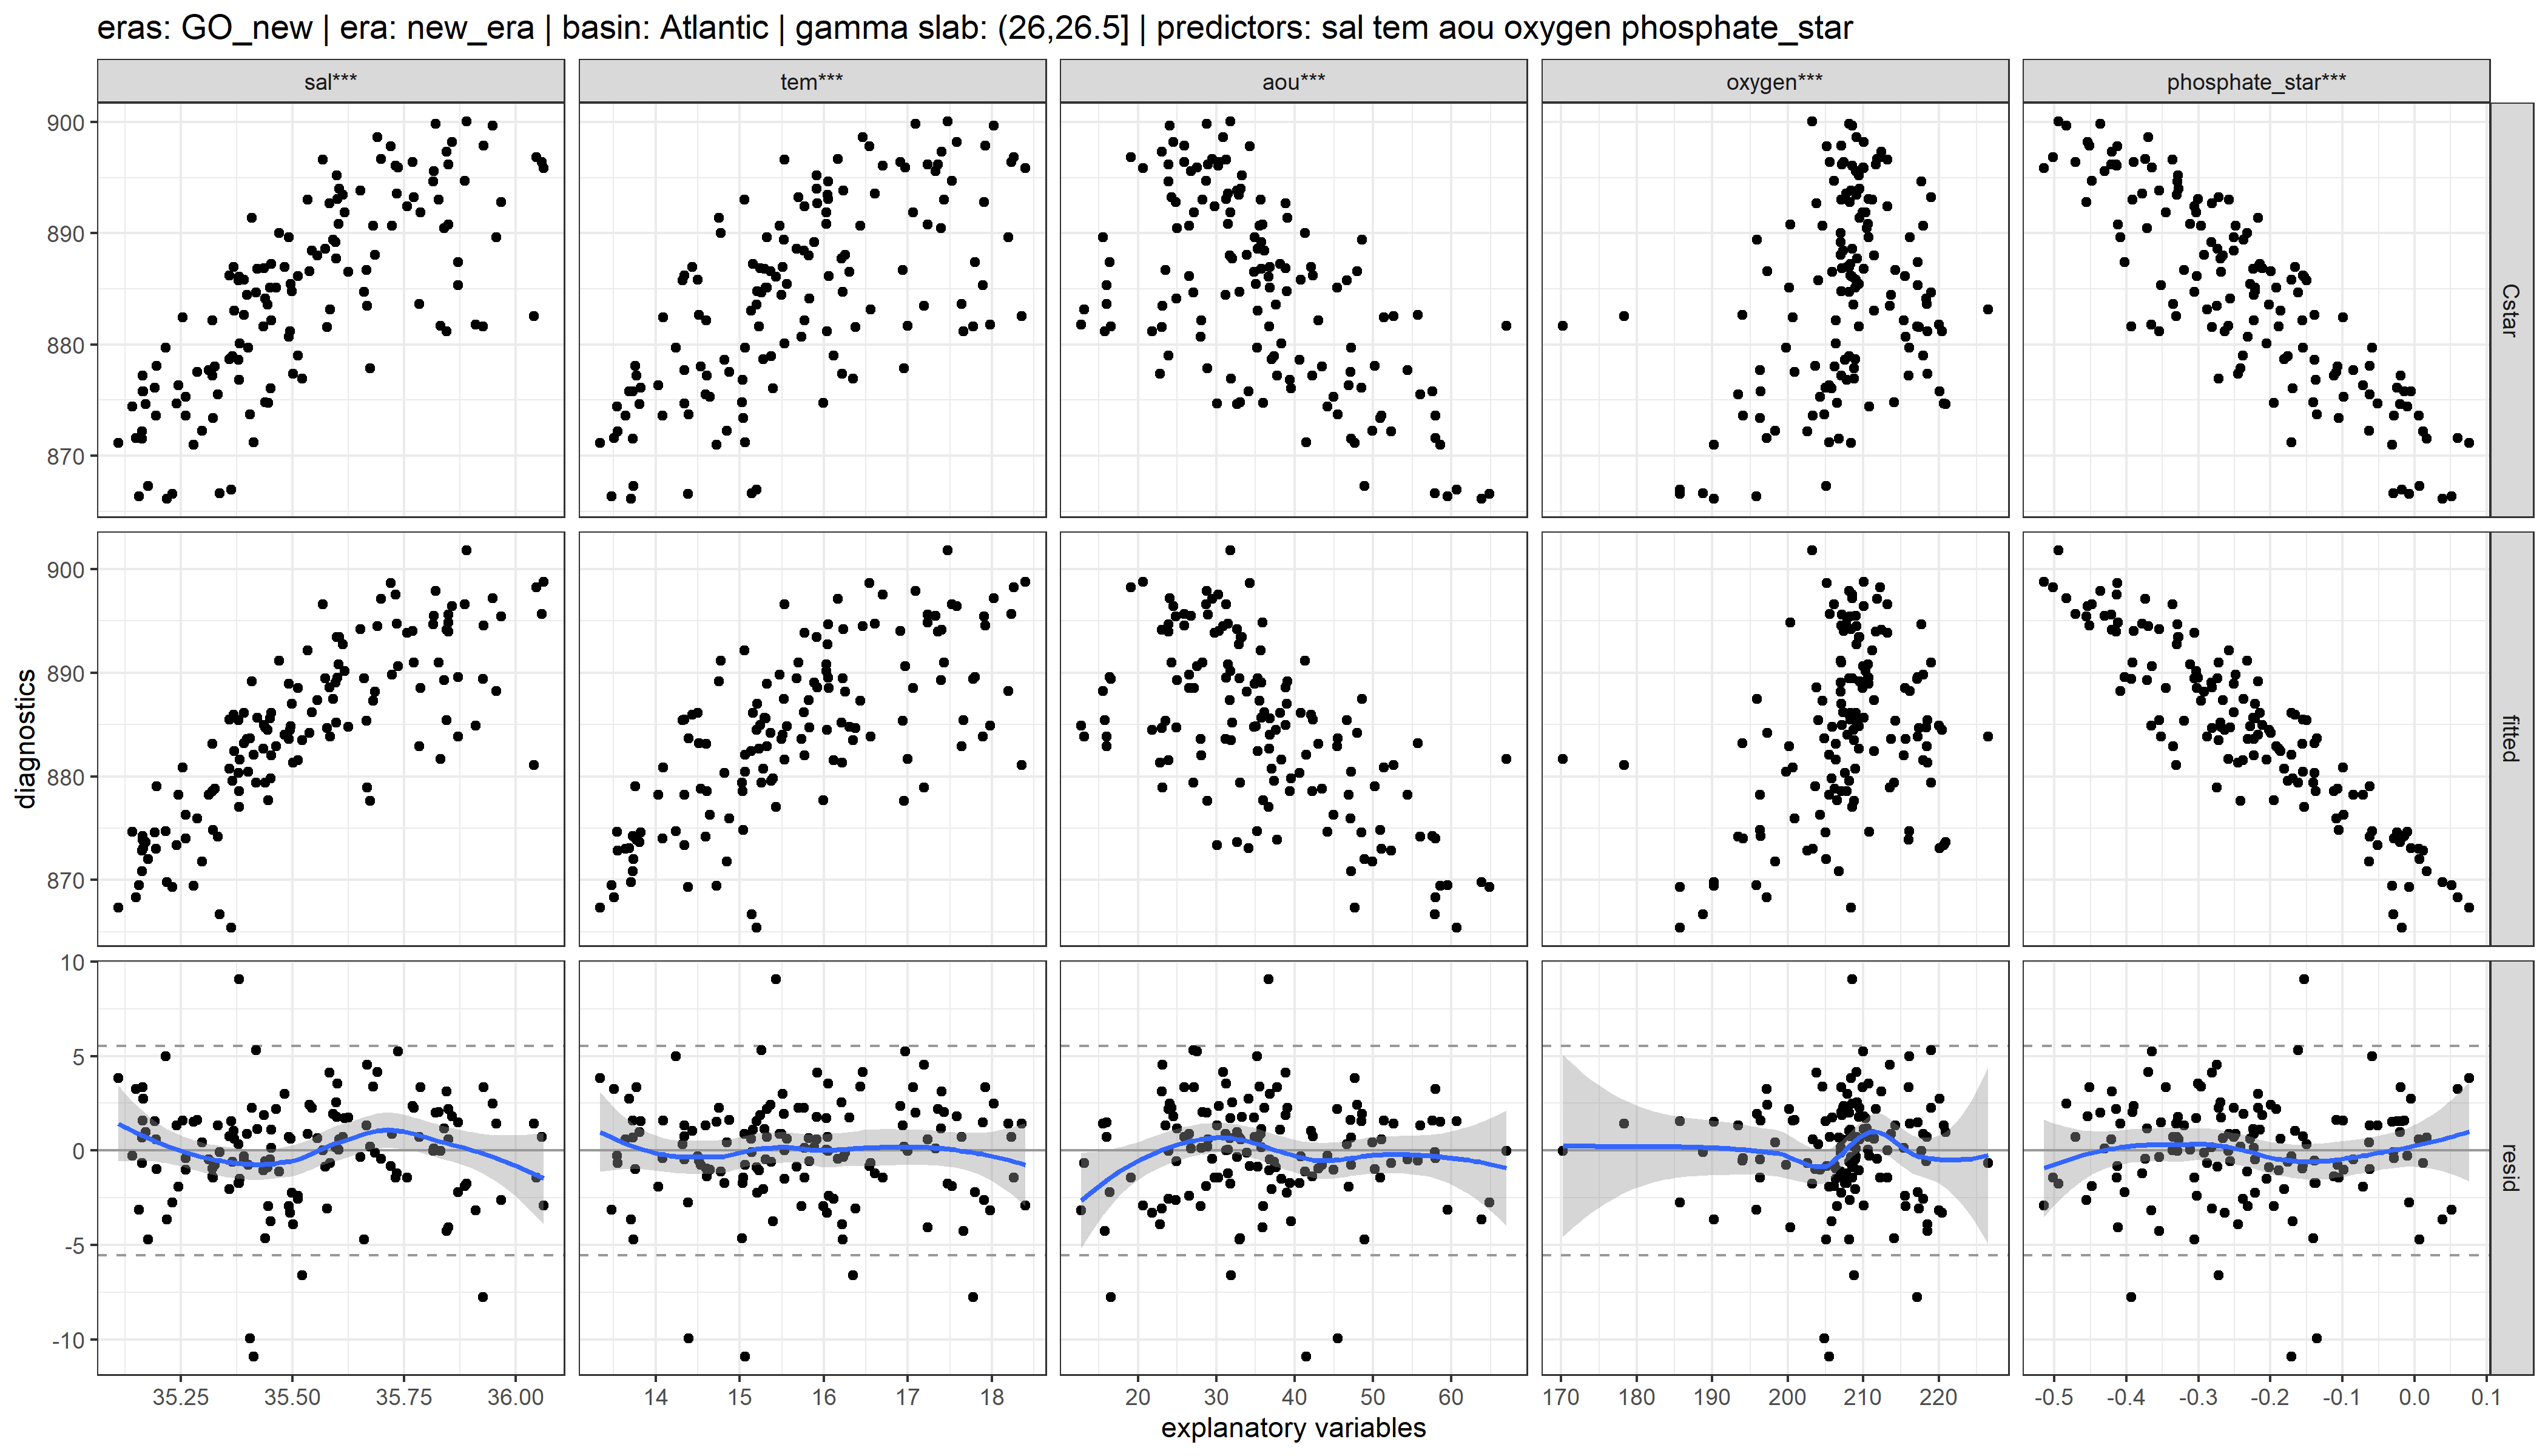 eras: GO_new | era: new_era | basin: Atlantic | gamma slab: (26,26.5] | predictors: sal tem aou oxygen phosphate_star
sal***
tem***
aou***
oxygen***
phosphate_star***
900
890
880
870
Cstar
900
890
880
870
fitted
diagnostics
10
5
0
-5
-10
resid
35.25 35.50 35.75 36.00
14 15 16 17 18
20 30 40 50 60
170 180 190 200 210 220
-0.5 -0.4 -0.3 -0.2 -0.1 0.0 0.1
explanatory variables